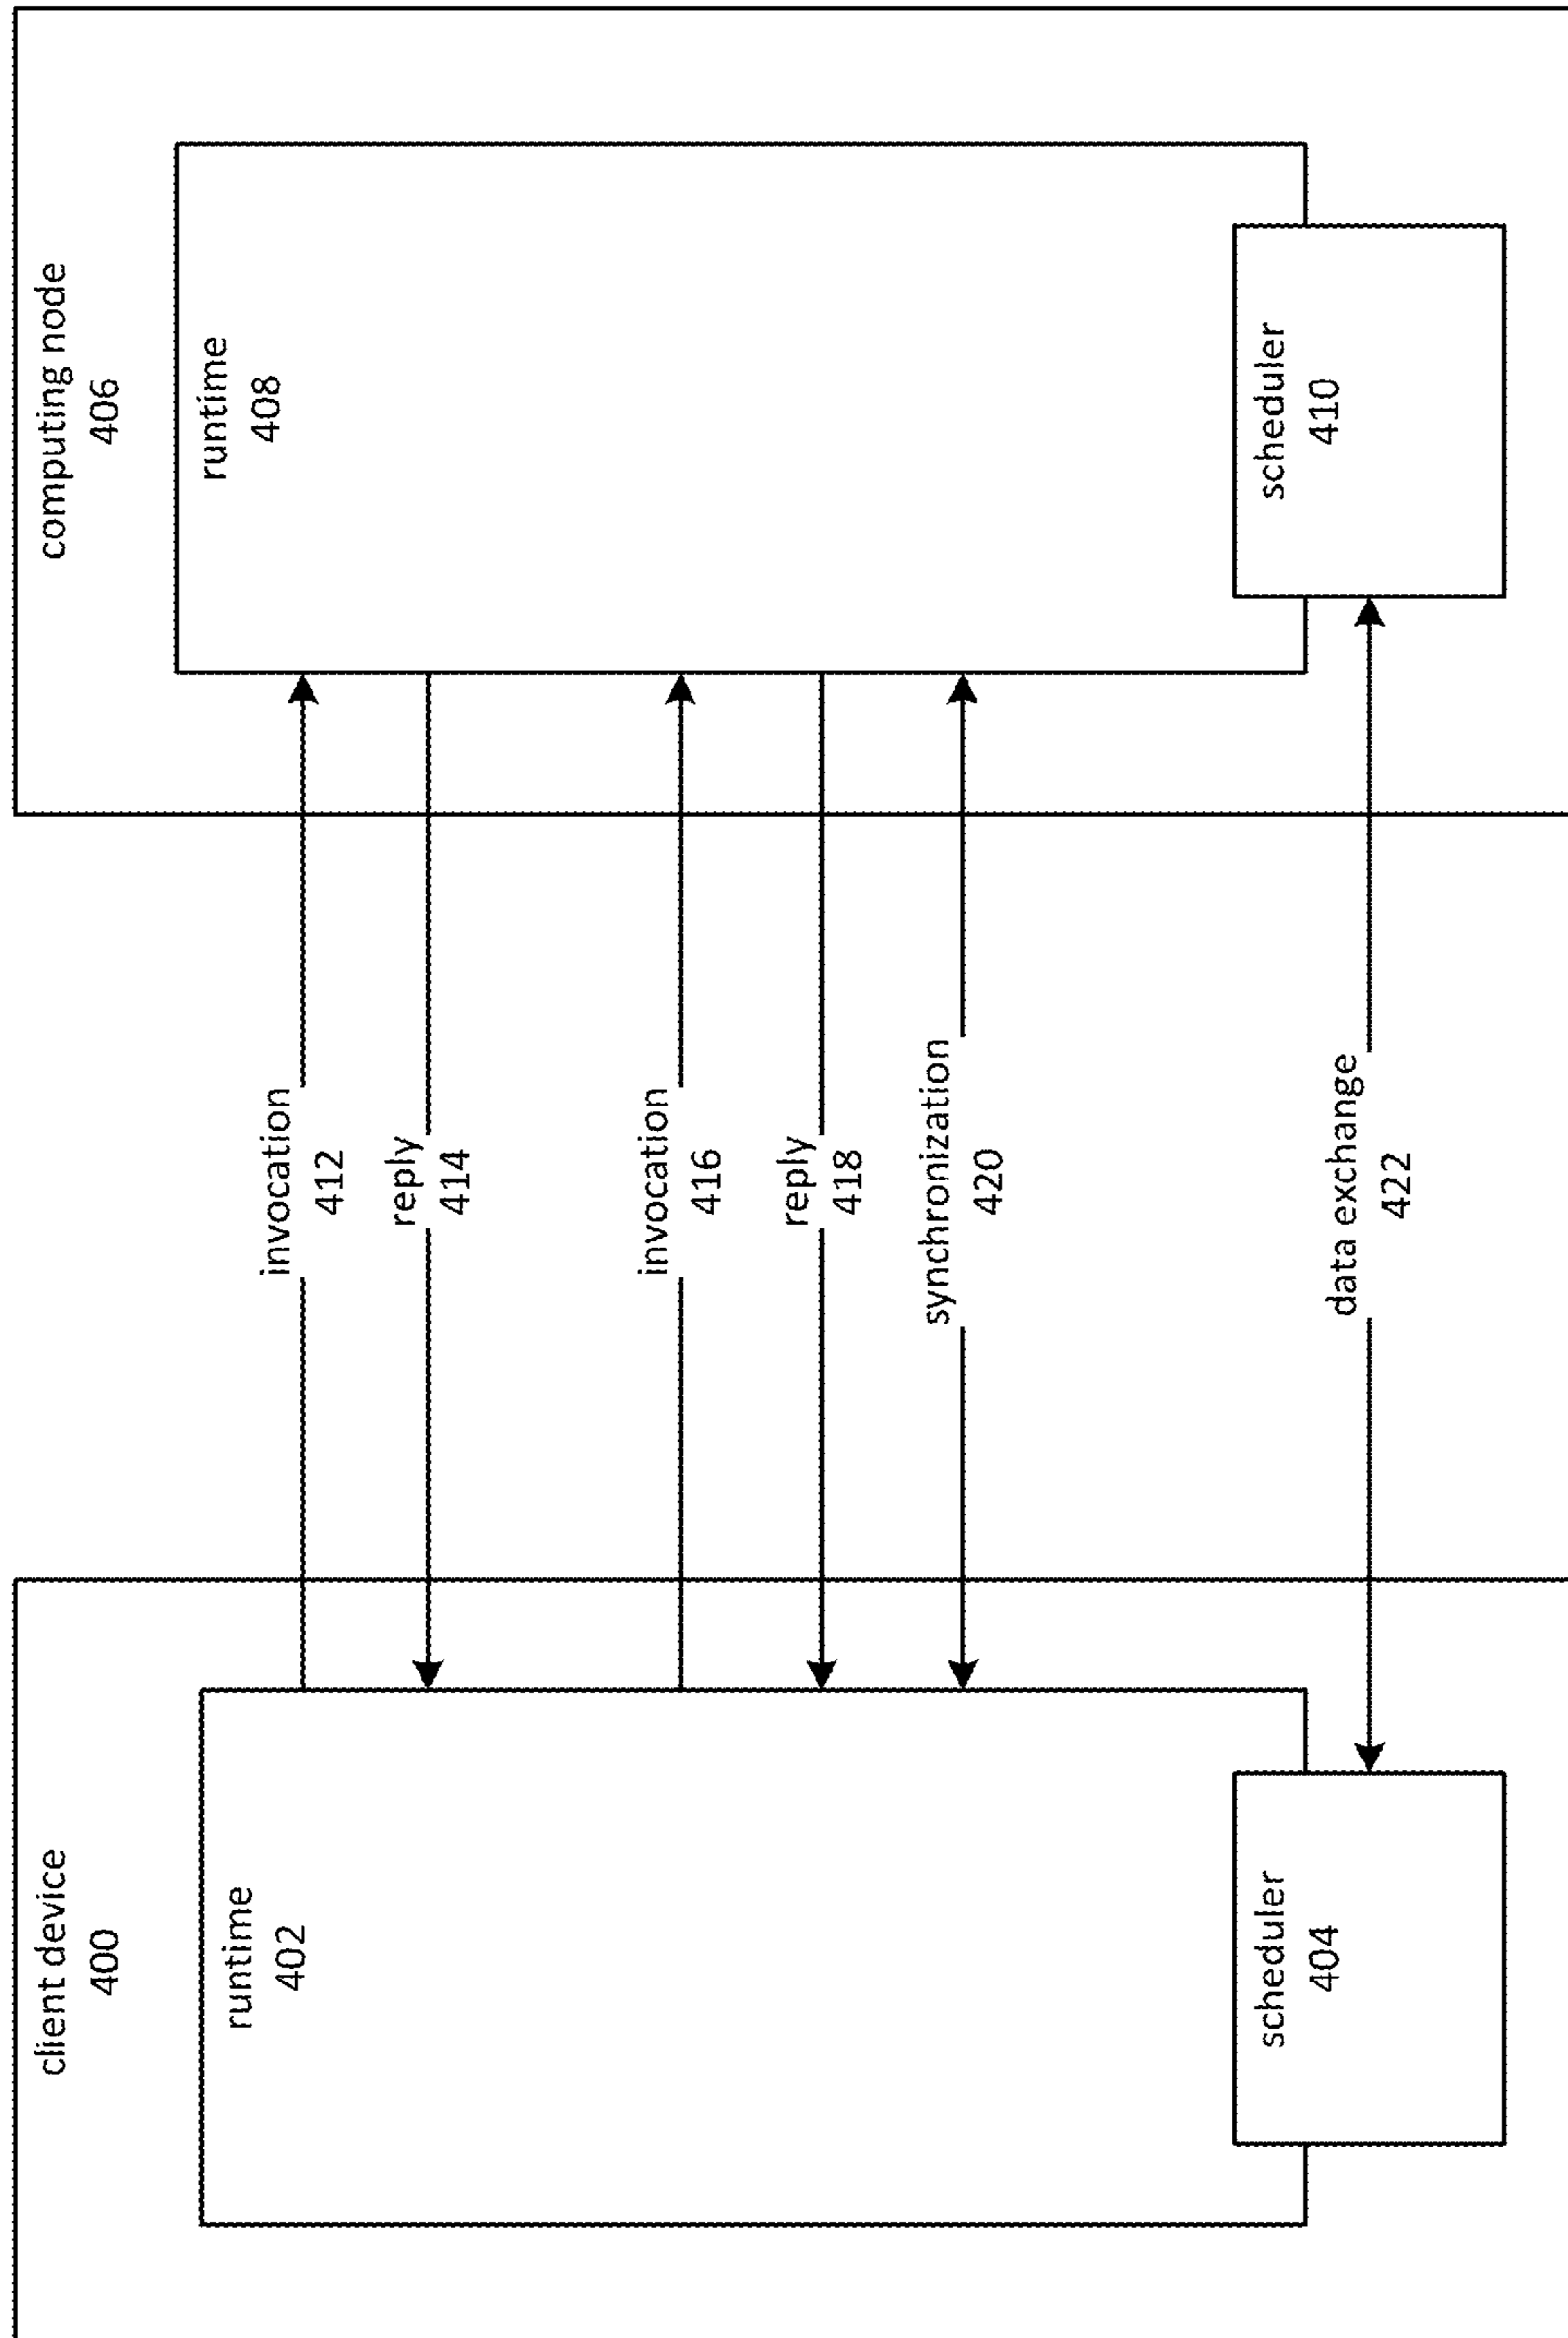 client device
400
runtime
402
scheduler
404
invocation
412
reply
414
invocation
416
reply
418
synchronization
420
data exchange
422
computing node
406
runtime
408
scheduler
410